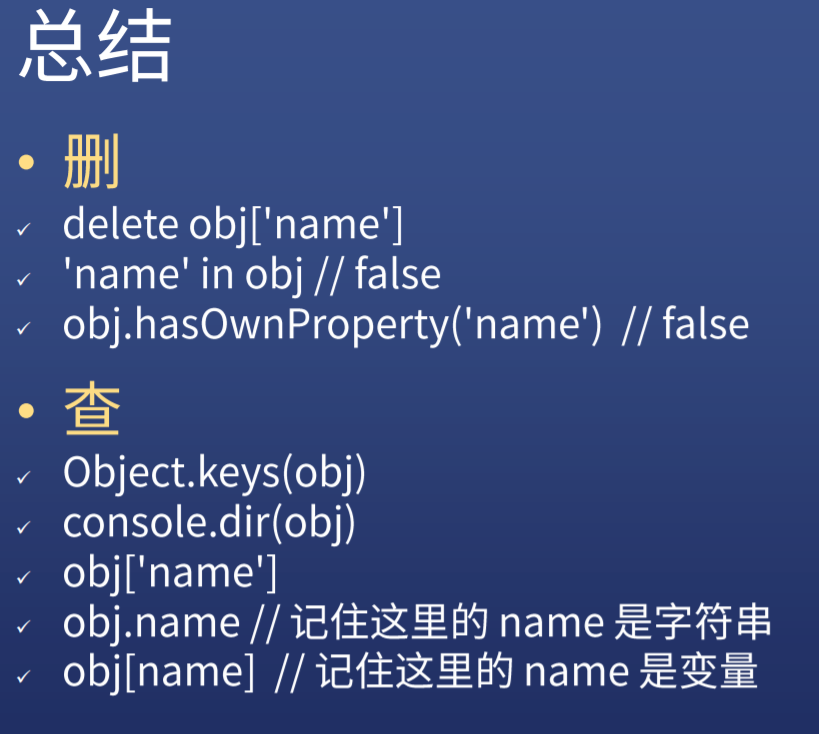 总结
• 删
✓ delete obj['name']
✓ 'name' in obj // false
✓ obj.hasOwnProperty('name') // false
• 查
✓ Object.keys(obj)
✓ console.dir(obj)
✓ obj['name']
✓ obj.name // 记住这里的 name 是字符串
✓ obj[name] // 记住这里的 name 是变量